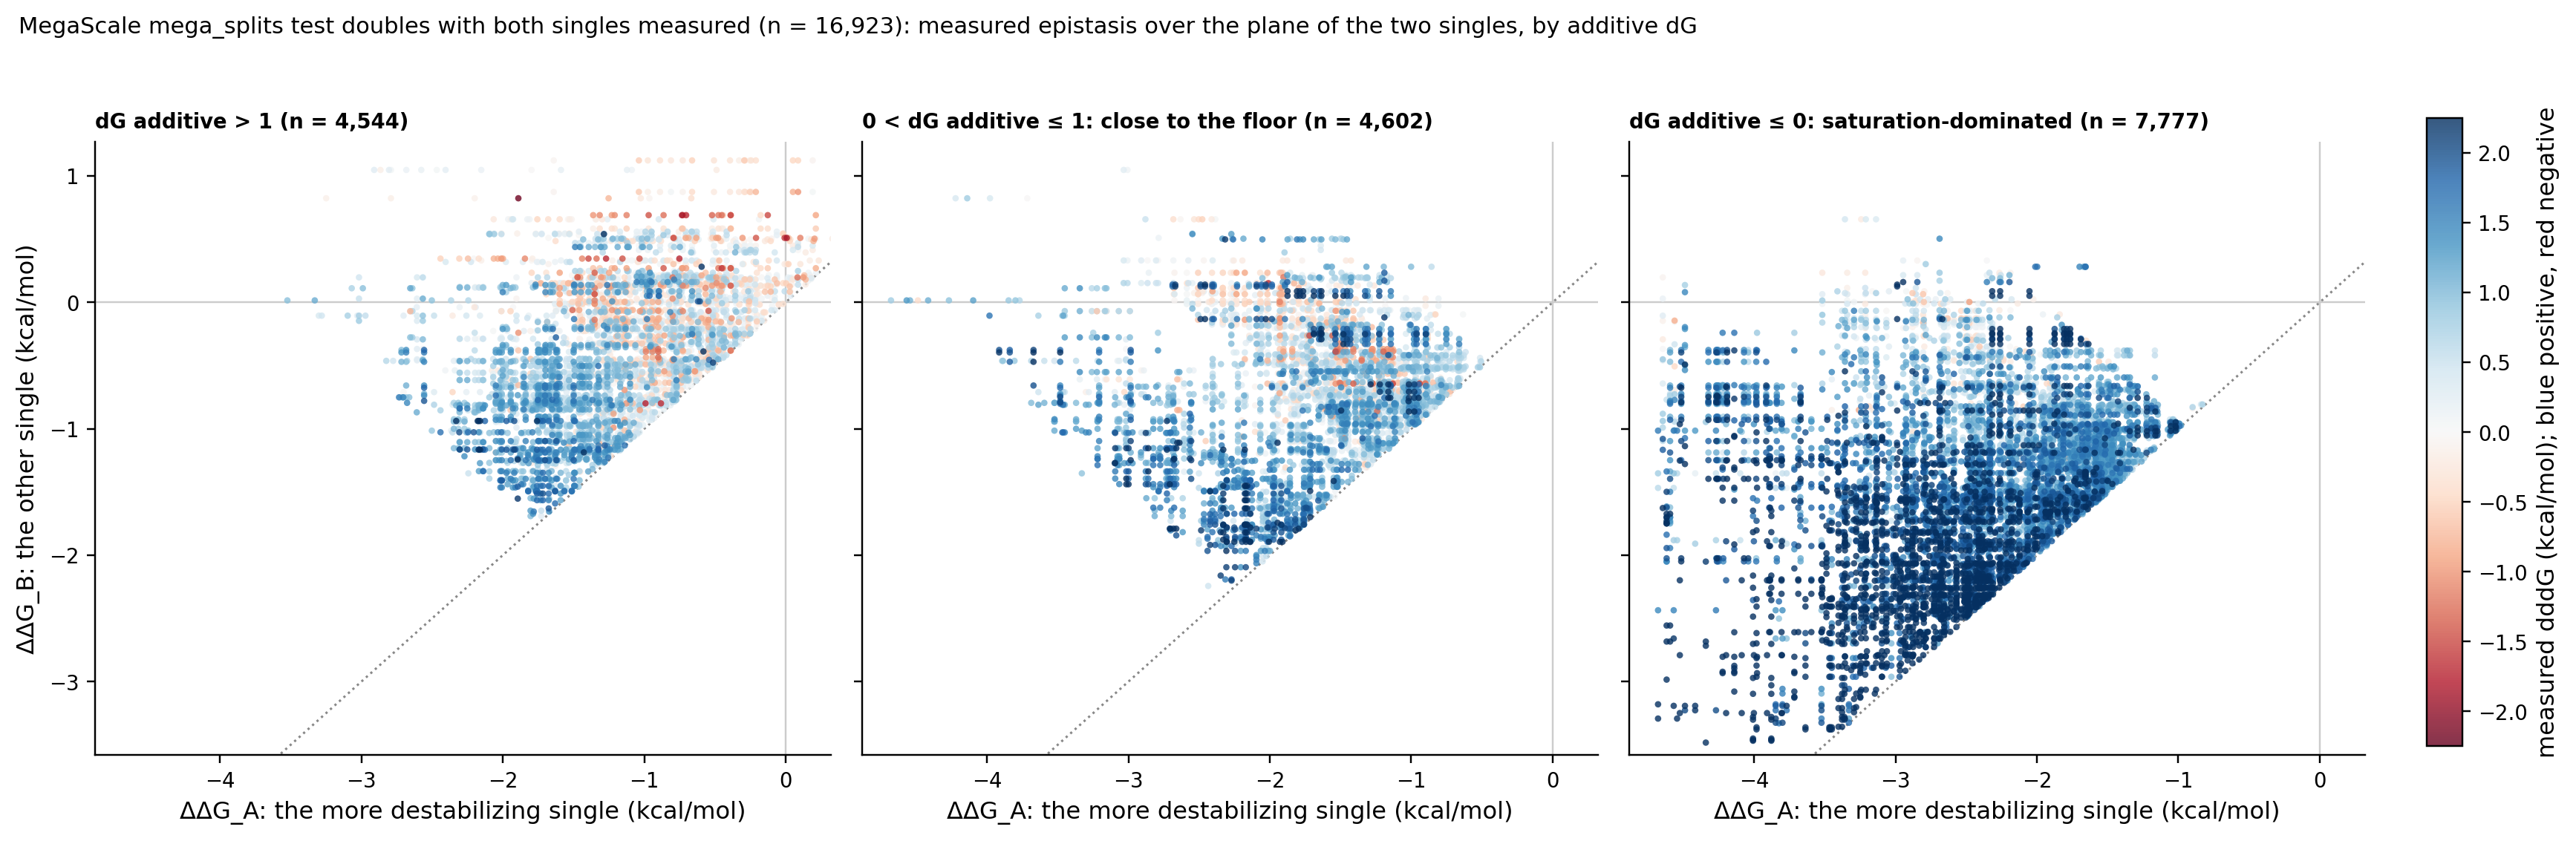 MegaScale mega_splits test doubles with both singles measured (n = 16,923): measured epistasis over the plane of the two singles, by additive dG
dG additive > 1 (n = 4,544)
0 < dG additive ≤ 1: close to the floor (n = 4,602)
dG additive ≤ 0: saturation-dominated (n = 7,777)
ΔΔG_B: the other single (kcal/mol)
1
0
−1
−2
−3
−4 −3 −2 −1 0
−4 −3 −2 −1 0
−4 −3 −2 −1 0
ΔΔG_A: the more destabilizing single (kcal/mol)
ΔΔG_A: the more destabilizing single (kcal/mol)
ΔΔG_A: the more destabilizing single (kcal/mol)
2.0
1.5
1.0
0.5
0.0
−0.5
−1.0
−1.5
−2.0
measured dddG (kcal/mol); blue positive, red negative